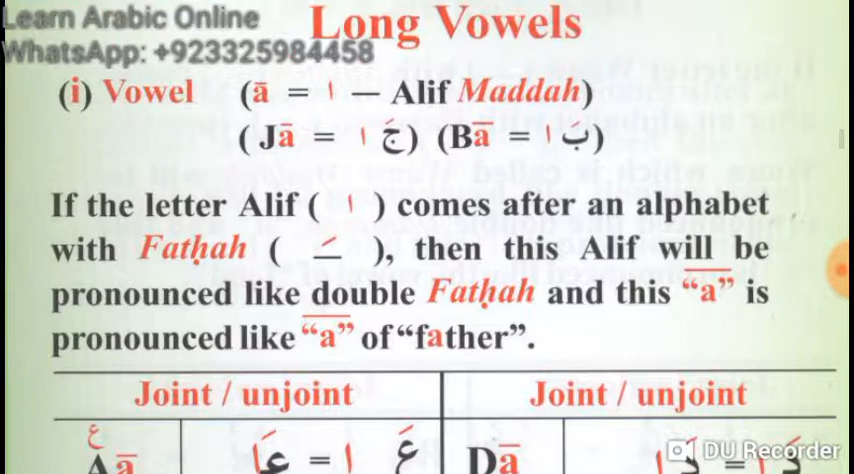 Learn Arabic Online
WhatsApp: +923325984458
Long Vowels
(i) Vowel (ā = ا — Alif Maddah)
(Jā = جَ ا) (Bā = بَ ا)
If the letter Alif ( ا ) comes after an alphabet
with Fatḥah ( َ ), then this Alif will be
pronounced like double Fatḥah and this “a” is
pronounced like “a” of “father”.
Joint / unjoint Joint / unjoint
ع
Aā عَ ا = عَا Dā
DU Recorder